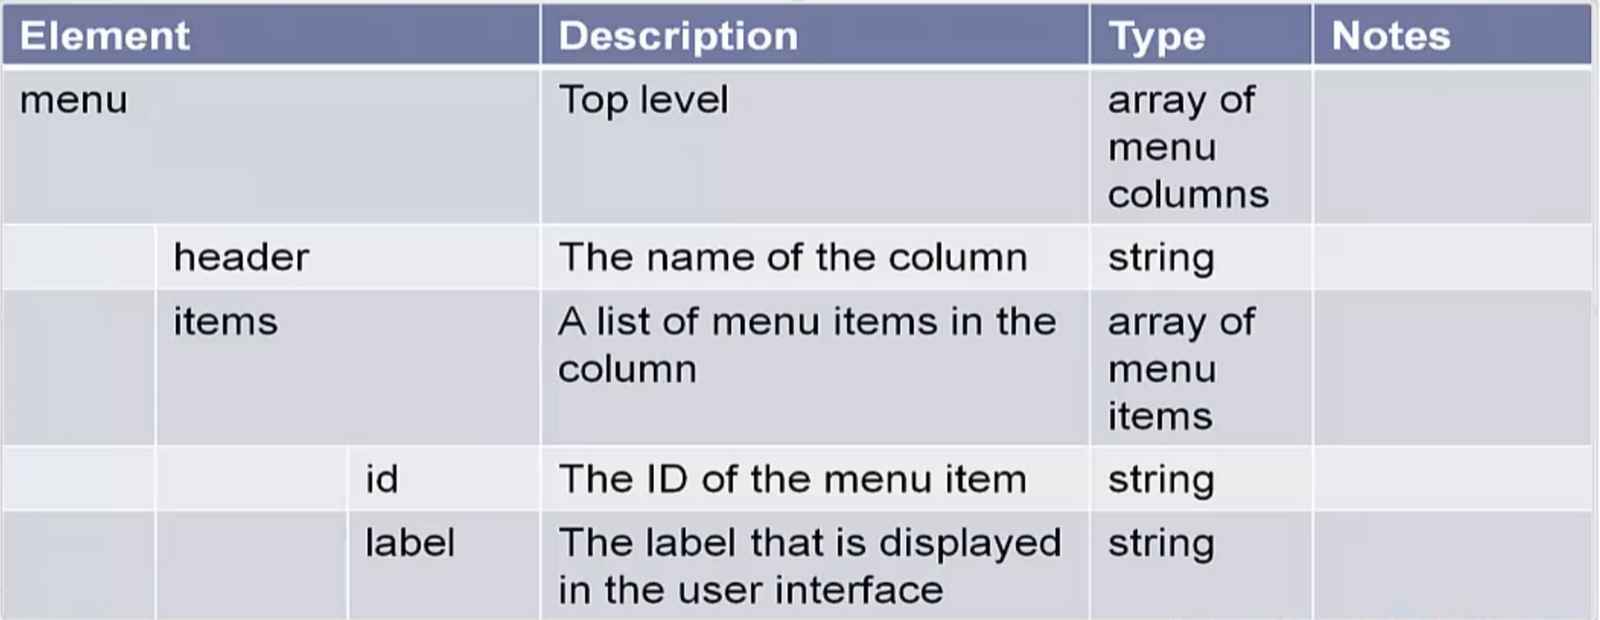 Element Description Type Notes
menu Top level array of
menu
columns
header The name of the column string
items A list of menu items in the array of
column menu
items
id The ID of the menu item string
label The label that is displayed string
in the user interface